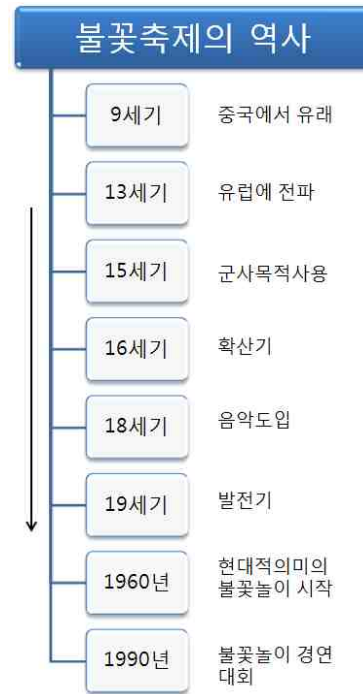 불꽃축제의 역사
9세기 중국에서 유래
13세기 유럽에 전파
15세기 군사목적사용
16세기 확산기
18세기 음악도입
19세기 발전기
1960년 현대적의미의
불꽃놀이 시작
1990년 불꽃놀이 경연
대회